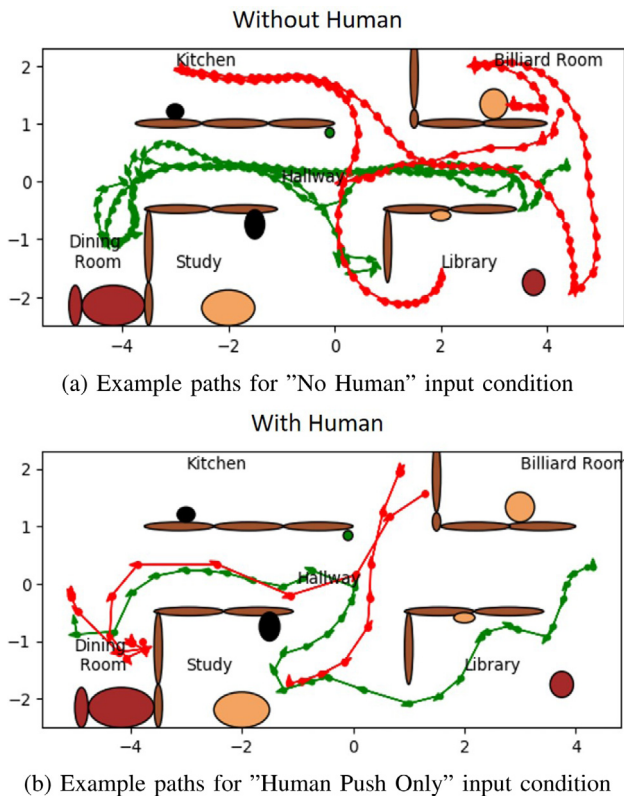 Without Human
2
1
0
−1
−2
Kitchen
Billiard Room
Hallway
Dining
Room
Study
Library
−4
−2
0
2
4
(a) Example paths for ”No Human” input condition
With Human
2
1
0
−1
−2
Kitchen
Billiard Room
Hallway
Dining
Room
Study
Library
−4
−2
0
2
4
(b) Example paths for ”Human Push Only” input condition